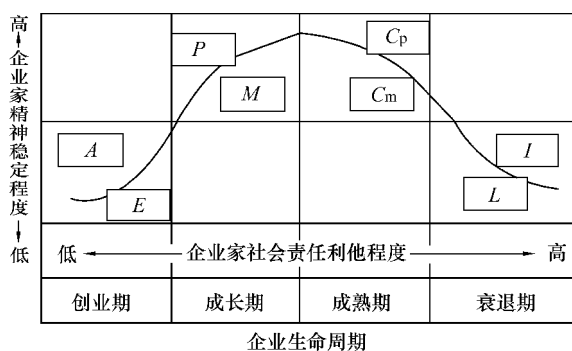 高
企业家精神稳定程度
低
P
Cp
M
Cm
A
I
E
L
低 企业家社会责任利他程度 高
创业期 成长期 成熟期 衰退期
企业生命周期